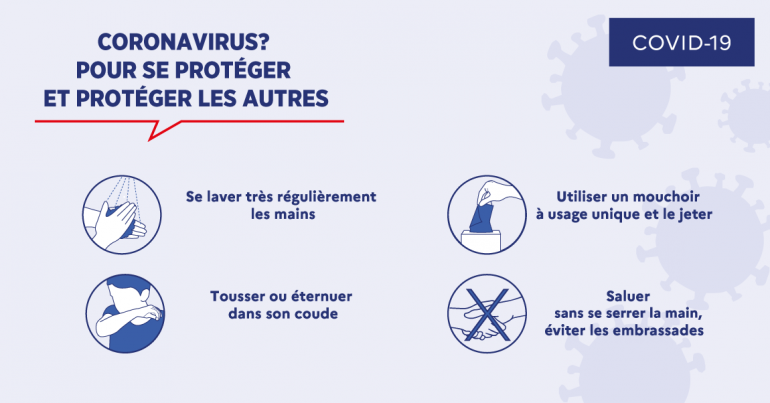 CORONAVIRUS?
POUR SE PROTÉGER
ET PROTÉGER LES AUTRES
COVID-19
Se laver très régulièrement
les mains
Utiliser un mouchoir
à usage unique et le jeter
Tousser ou éternuer
dans son coude
Saluer
sans se serrer la main,
éviter les embrassades